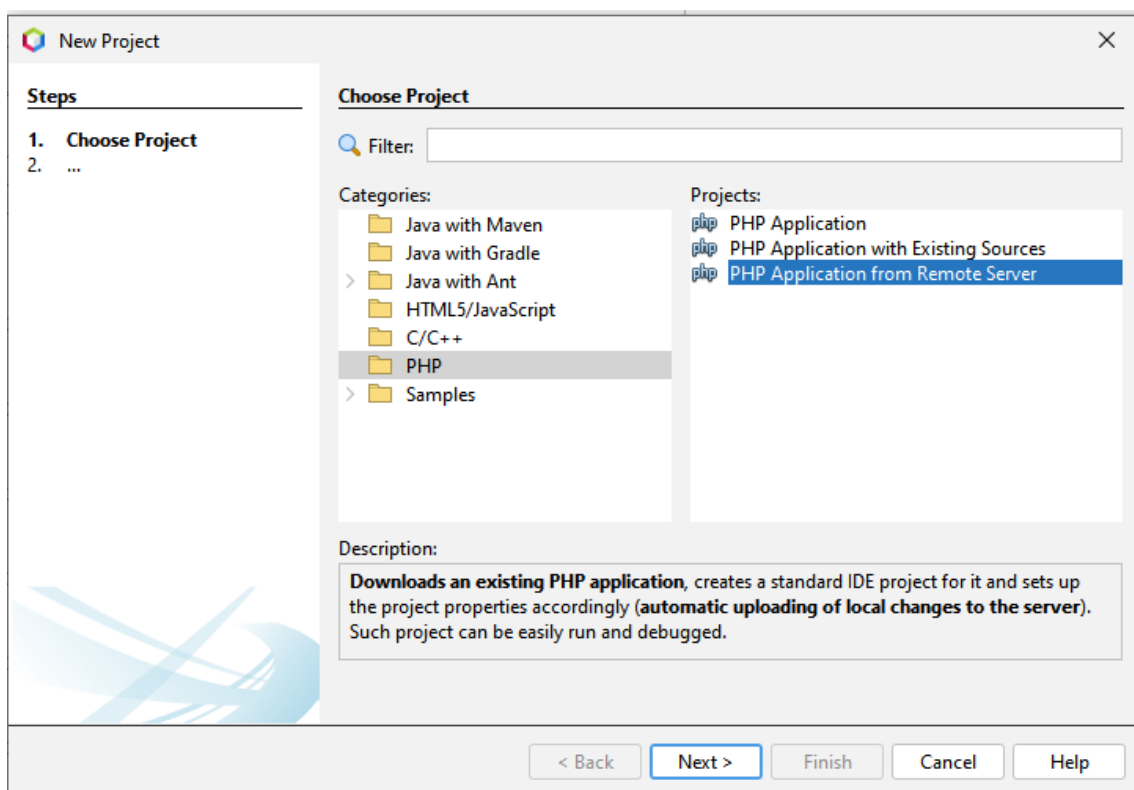 New Project
Steps
1. Choose Project
2. ...
Choose Project
Filter:
Categories:
Java with Maven
Java with Gradle
Java with Ant
HTML5/JavaScript
C/C++
PHP
Samples
Projects:
php PHP Application
php PHP Application with Existing Sources
php PHP Application from Remote Server
Description:
Downloads an existing PHP application, creates a standard IDE project for it and sets up
the project properties accordingly (automatic uploading of local changes to the server).
Such project can be easily run and debugged.
< Back Next > Finish Cancel Help